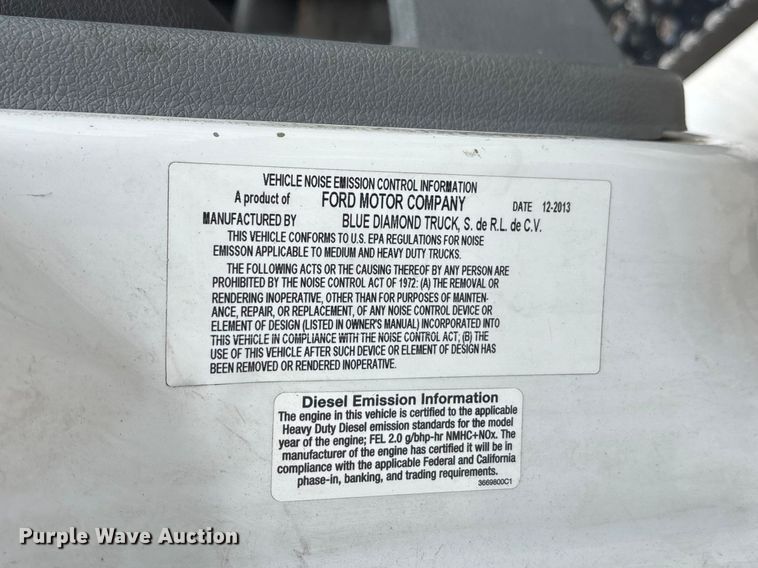 VEHICLE NOISE EMISSION CONTROL INFORMATION
A product of FORD MOTOR COMPANY DATE 12-2013
MANUFACTURED BY BLUE DIAMOND TRUCK, S. de R.L. de C.V.
THIS VEHICLE CONFORMS TO U.S. EPA REGULATIONS FOR NOISE
EMISSON APPLICABLE TO MEDIUM AND HEAVY DUTY TRUCKS.
THE FOLLOWING ACTS OR THE CAUSING THEREOF BY ANY PERSON ARE
PROHIBITED BY THE NOISE CONTROL ACT OF 1972: (A) THE REMOVAL OR
RENDERING INOPERATIVE, OTHER THAN FOR PURPOSES OF MAINTEN-
ANCE, REPAIR, OR REPLACEMENT, OF ANY NOISE CONTROL DEVICE OR
ELEMENT OF DESIGN (LISTED IN OWNER'S MANUAL) INCORPORATED INTO
THIS VEHICLE IN COMPLIANCE WITH THE NOISE CONTROL ACT; (B) THE
USE OF THIS VEHICLE AFTER SUCH DEVICE OR ELEMENT OF DESIGN HAS
BEEN REMOVED OR RENDERED INOPERATIVE.
Diesel Emission Information
The engine in this vehicle is certified to the applicable
Heavy Duty Diesel emission standards for the model
year of the engine; FEL 2.0 g/bhp-hr NMHC+NOx. The
manufacturer of the engine has certified it will be in
compliance with the applicable Federal and California
phase-in, banking, and trading requirements.
3669800C1
Purple Wave Auction